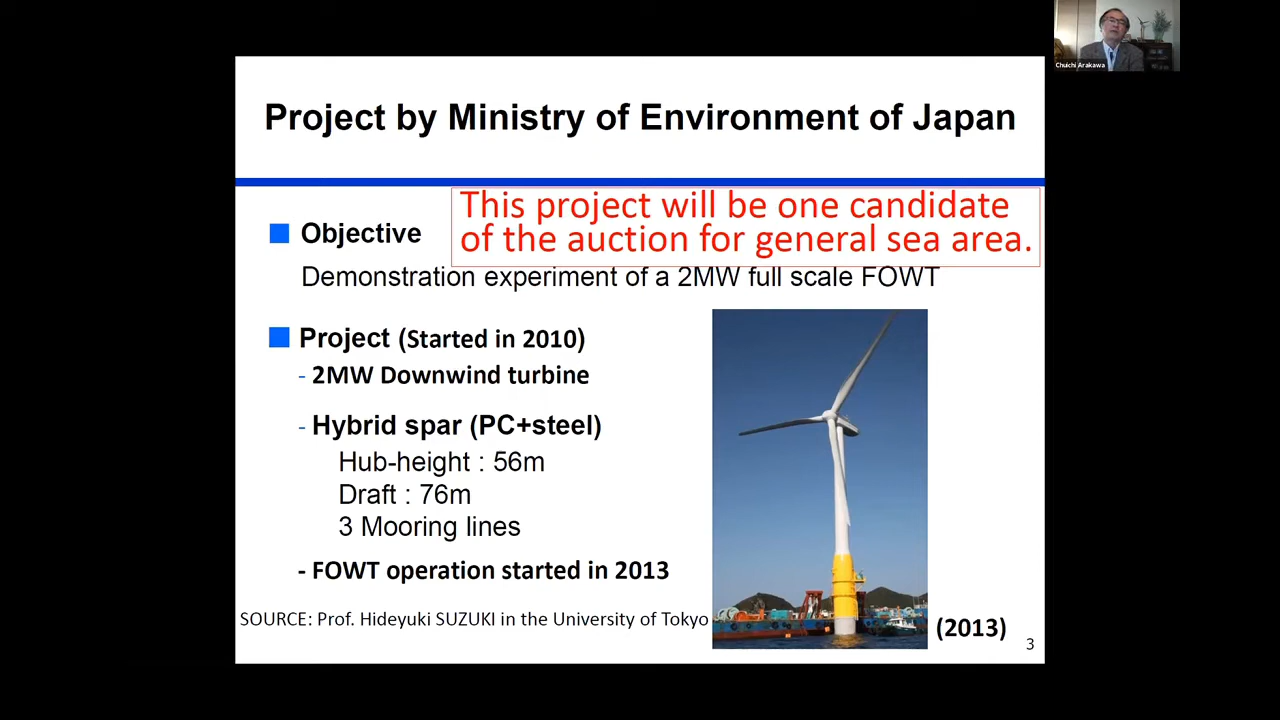 Chuichi Arakawa
Project by Ministry of Environment of Japan
This project will be one candidate
of the auction for general sea area.
Objective
Demonstration experiment of a 2MW full scale FOWT
Project (Started in 2010)
- 2MW Downwind turbine
- Hybrid spar (PC+steel)
Hub-height : 56m
Draft : 76m
3 Mooring lines
- FOWT operation started in 2013
SOURCE: Prof. Hideyuki SUZUKI in the University of Tokyo
(2013)
3